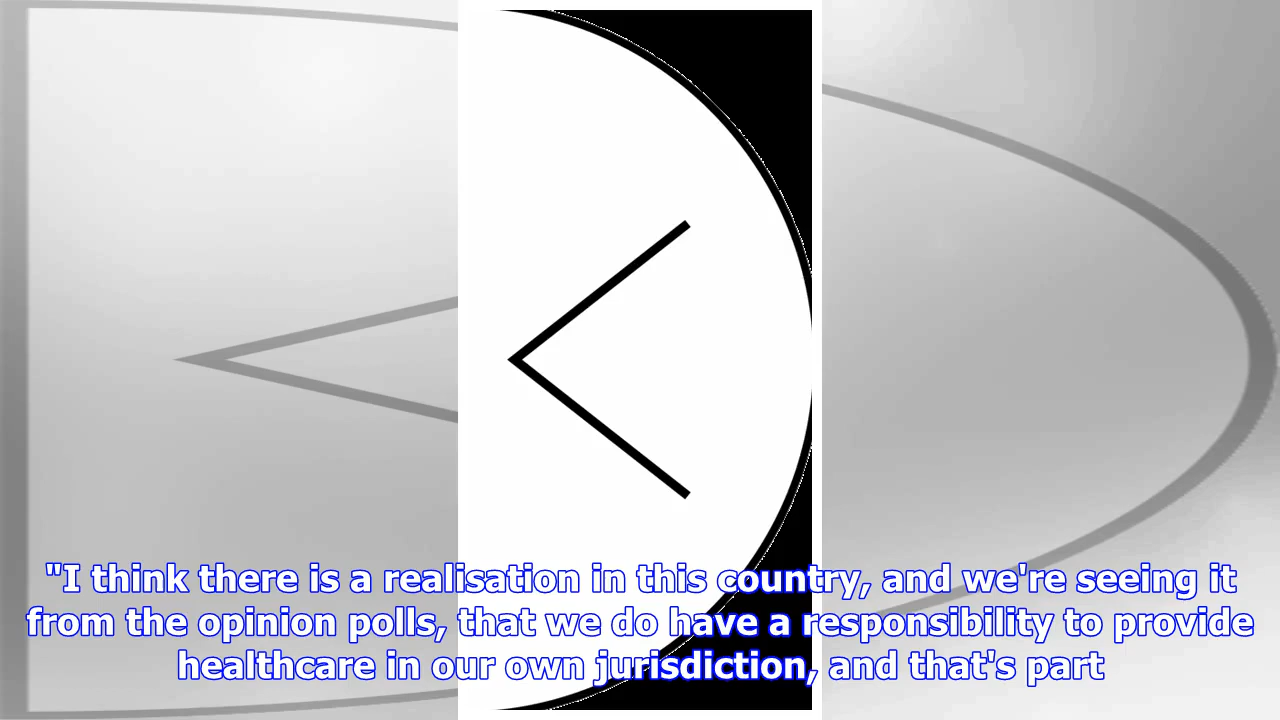 "I think there is a realisation in this country, and we're seeing it
from the opinion polls, that we do have a responsibility to provide
healthcare in our own jurisdiction, and that's part